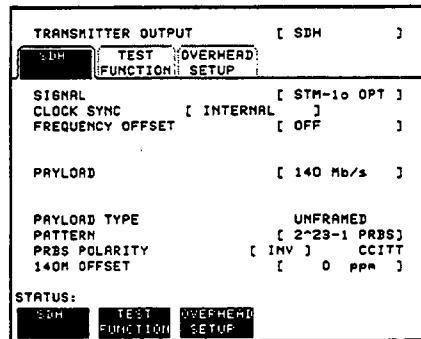 TRANSMITTER OUTPUT [ SDH ]
SDH TEST FUNCTION OVERHEAD SETUP
SIGNAL [ STM-1o OPT ]
CLOCK SYNC [ INTERNAL ]
FREQUENCY OFFSET [ OFF ]
PAYLOAD [ 140 Mb/s ]
PAYLOAD TYPE UNFRAMED
PATTERN [ 2^23-1 PRBS]
PRBS POLARITY [ INV ] CCITT
140M OFFSET [ 0 ppm ]
STATUS:
SDH TEST FUNCTION OVERHEAD SETUP